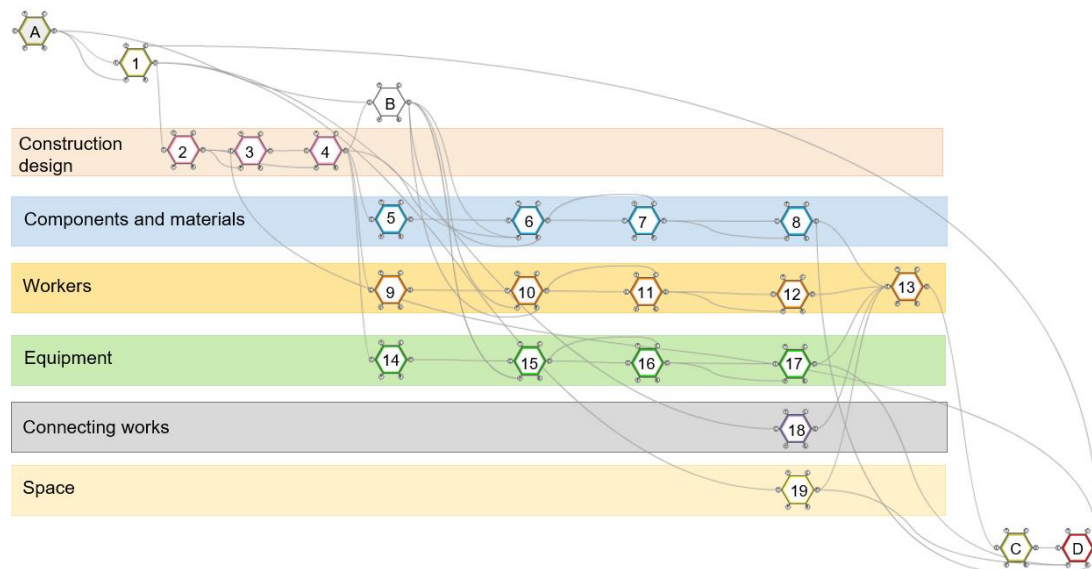 A
1
B
Construction
design
2 3 4
Components and materials
5 6 7 8
Workers
9 10 11 12 13
Equipment
14 15 16 17
Connecting works
18
Space
19
C D